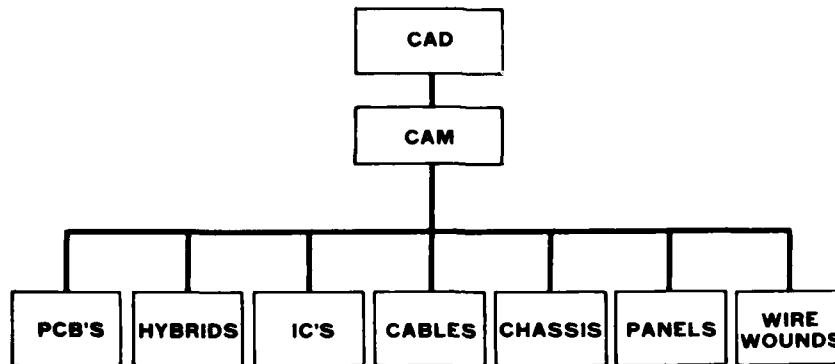 CAD
CAM
PCB'S
HYBRIDS
IC'S
CABLES
CHASSIS
PANELS
WIRE
WOUNDS